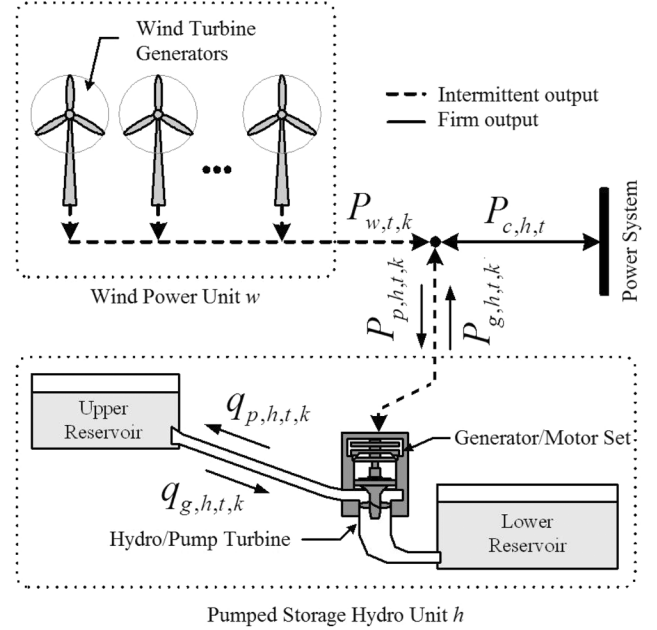 Wind Turbine
Generators
Intermittent output
Firm output
P_{w,t,k}
P_{c,h,t}
Power System
Wind Power Unit w
P_{p,h,t,k}
P_{g,h,t,k}
Upper
Reservoir
q_{p,h,t,k}
Generator/Motor Set
q_{g,h,t,k}
Hydro/Pump Turbine
Lower
Reservoir
Pumped Storage Hydro Unit h